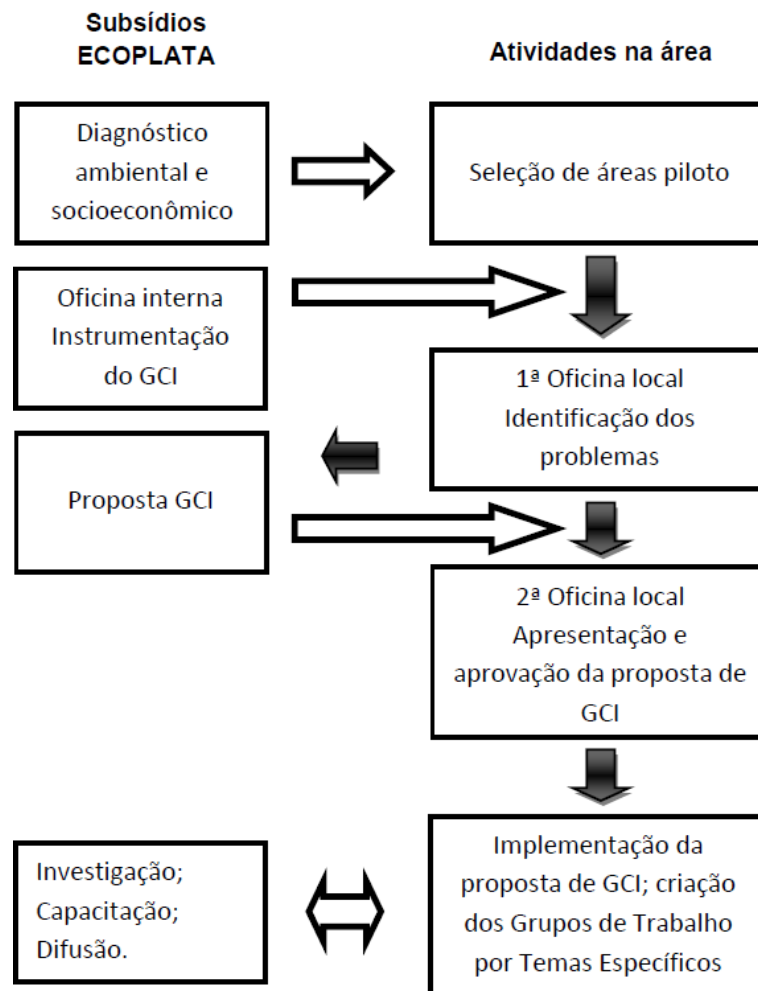 Subsídios
ECOPLATA
Atividades na área
Diagnóstico
ambiental e
socioeconômico
Seleção de áreas piloto
Oficina interna
Instrumentação
do GCI
1ª Oficina local
Identificação dos
problemas
Proposta GCI
2ª Oficina local
Apresentação e
aprovação da proposta de
GCI
Investigação;
Capacitação;
Difusão.
Implementação da
proposta de GCI; criação
dos Grupos de Trabalho
por Temas Específicos